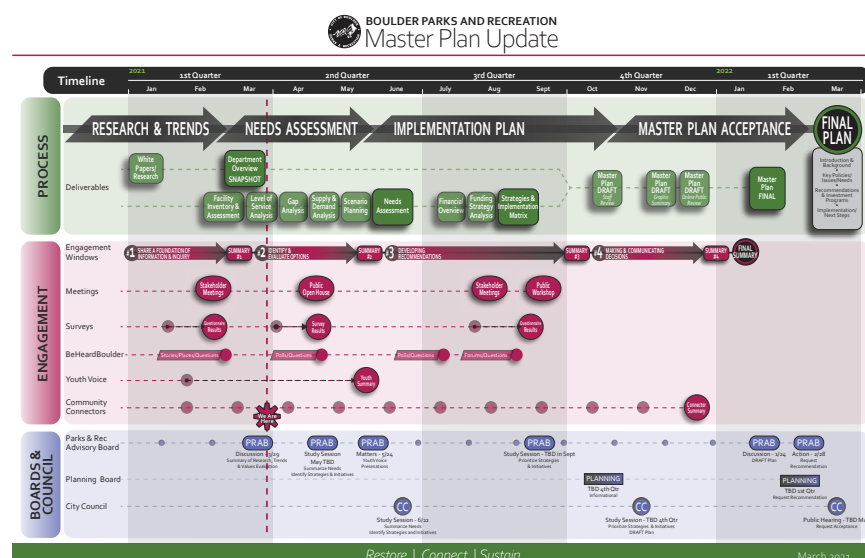 BOULDER PARKS AND RECREATION
Master Plan Update
Timeline
2021
2022
1st Quarter
2nd Quarter
3rd Quarter
4th Quarter
1st Quarter
Jan
Feb
Mar
Apr
May
June
July
Aug
Sept
Oct
Nov
Dec
Jan
Feb
Mar
PROCESS
RESEARCH & TRENDS
NEEDS ASSESSMENT
IMPLEMENTATION PLAN
MASTER PLAN ACCEPTANCE
FINAL
PLAN
Deliverables
White
Papers/
Research
Department
Overview
SNAPSHOT
Facility
Inventory &
Assessment
Level of
Service
Analysis
Gap
Analysis
Supply &
Demand
Analysis
Scenario
Planning
Needs
Assessment
Financial
Overview
Funding
Strategy
Analysis
Strategies &
Implementation
Matrix
Master
Plan
DRAFT
Staff
Review
Master
Plan
DRAFT
Graphic
Summary
Master
Plan
DRAFT
Online Public
Review
Master
Plan
FINAL
Introduction &
Background
•
Key Policies/
Issues/Needs
•
Recommendations
& Investment
Programs
•
Implementation/
Next Steps
ENGAGEMENT
Engagement
Windows
#1
SHARE A FOUNDATION OF
INFORMATION & INQUIRY
SUMMARY
#1
#2
IDENTIFY &
EVALUATE OPTIONS
SUMMARY
#2
#3
DEVELOPING
RECOMMENDATIONS
SUMMARY
#3
#4
MAKING & COMMUNICATING
DECISIONS
SUMMARY
#4
FINAL
SUMMARY
Meetings
Stakeholder
Meetings
Public
Open House
Stakeholder
Meetings
Public
Workshop
Surveys
Questionnaire
Results
Survey
Results
Questionnaire
Results
BeHeardBoulder
Stories/Places/Questions
Polls/Questions
Polls/Questions
Forums/Questions
Youth Voice
Youth
Summary
Community
Connectors
We Are
Here
Connector
Summary
BOARDS &
COUNCIL
Parks & Rec
Advisory Board
PRAB
Discussion - 3/29
Summary of Research, Trends
& Values Evaluation
PRAB
Study Session
May TBD
Summarize Needs
Identify Strategies & Initiatives
PRAB
Matters - 5/24
Youth Voice
Presentations
PRAB
Study Session - TBD in Sept
Prioritize Strategies
& Initiatives
PRAB
Discussion - 1/24
DRAFT Plan
PRAB
Action - 2/28
Request
Recommendation
Planning Board
PLANNING
TBD 4th Qtr
Informational
PLANNING
TBD 1st Qtr
Request Recommendation
City Council
CC
Study Session - 6/22
Summarize Needs
Identify Strategies and Initiatives
CC
Study Session - TBD 4th Qtr
Prioritize Strategies & Initiatives
DRAFT Plan
CC
Public Hearing - TBD Ma
Request Acceptance
Restore | Connect | Sustain
March 2021